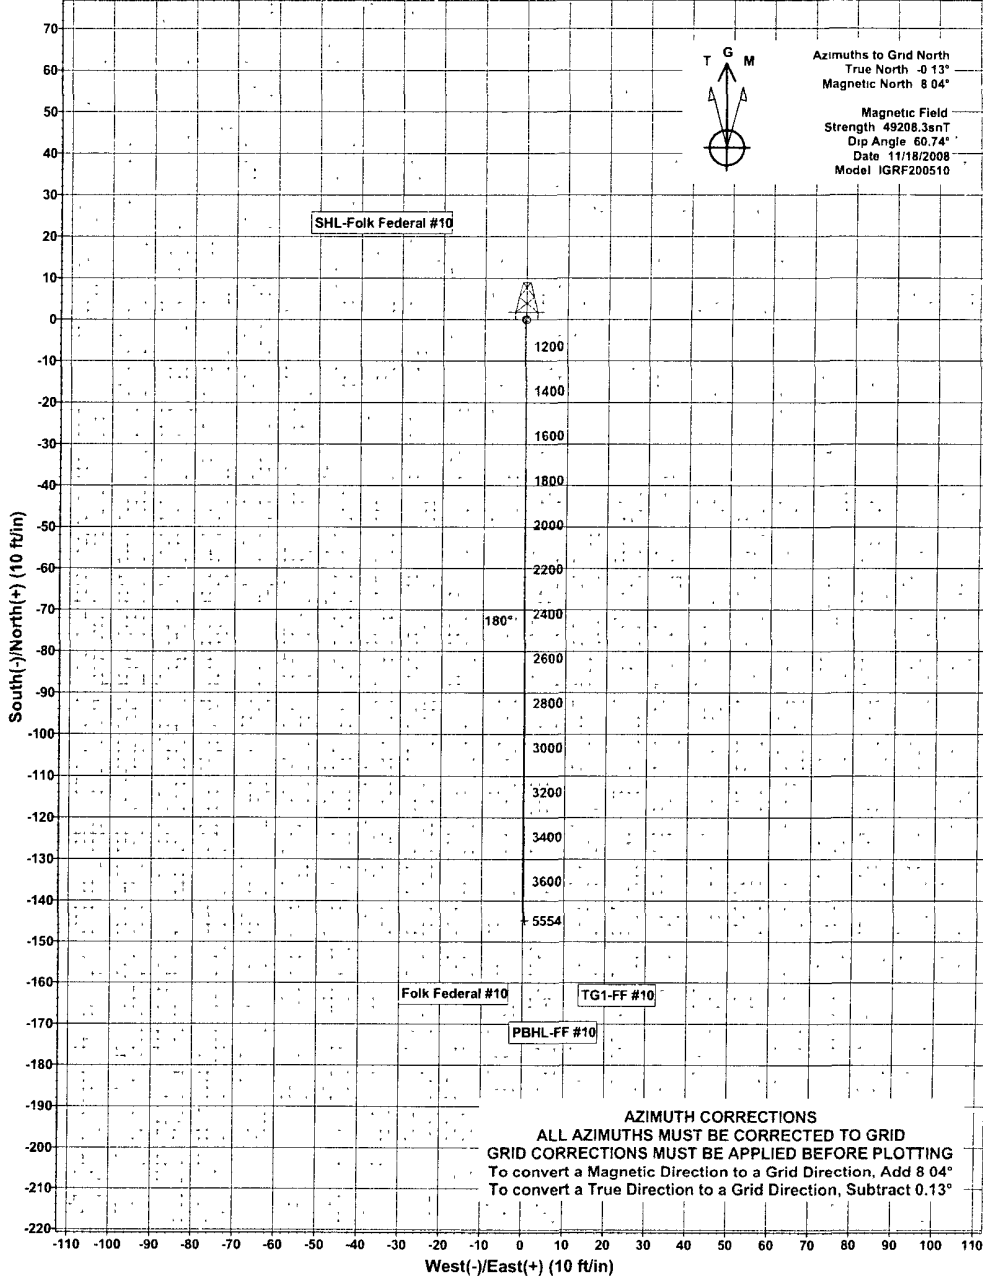 T G M
Azimuths to Grid North
True North -0 13°
Magnetic North 8 04°
Magnetic Field
Strength 49208.3snT
Dip Angle 60.74°
Date 11/18/2008
Model IGRF200510
70
60
50
40
30
20
10
0
-10
-20
-30
-40
-50
-60
-70
-80
-90
-100
-110
-120
-130
-140
-150
-160
-170
-180
-190
-200
-210
-220
South(-)/North(+) (10 ft/in)
SHL-Folk Federal #10
1200
1400
1600
1800
2000
2200
180°
2400
2600
2800
3000
3200
3400
3600
5554
Folk Federal #10
TG1-FF #10
PBHL-FF #10
AZIMUTH CORRECTIONS
ALL AZIMUTHS MUST BE CORRECTED TO GRID
GRID CORRECTIONS MUST BE APPLIED BEFORE PLOTTING
To convert a Magnetic Direction to a Grid Direction, Add 8 04°
To convert a True Direction to a Grid Direction, Subtract 0.13°
-110 -100 -90 -80 -70 -60 -50 -40 -30 -20 -10 0 10 20 30 40 50 60 70 80 90 100 110
West(-)/East(+) (10 ft/in)